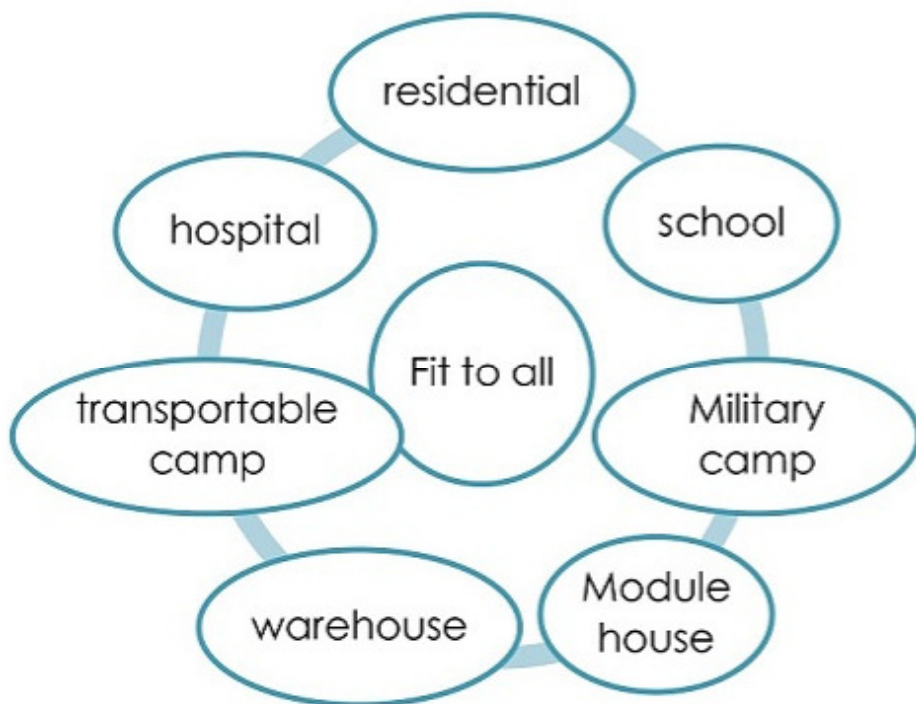 residential
hospital
school
Fit to all
transportable
camp
Military
camp
warehouse
Module
house